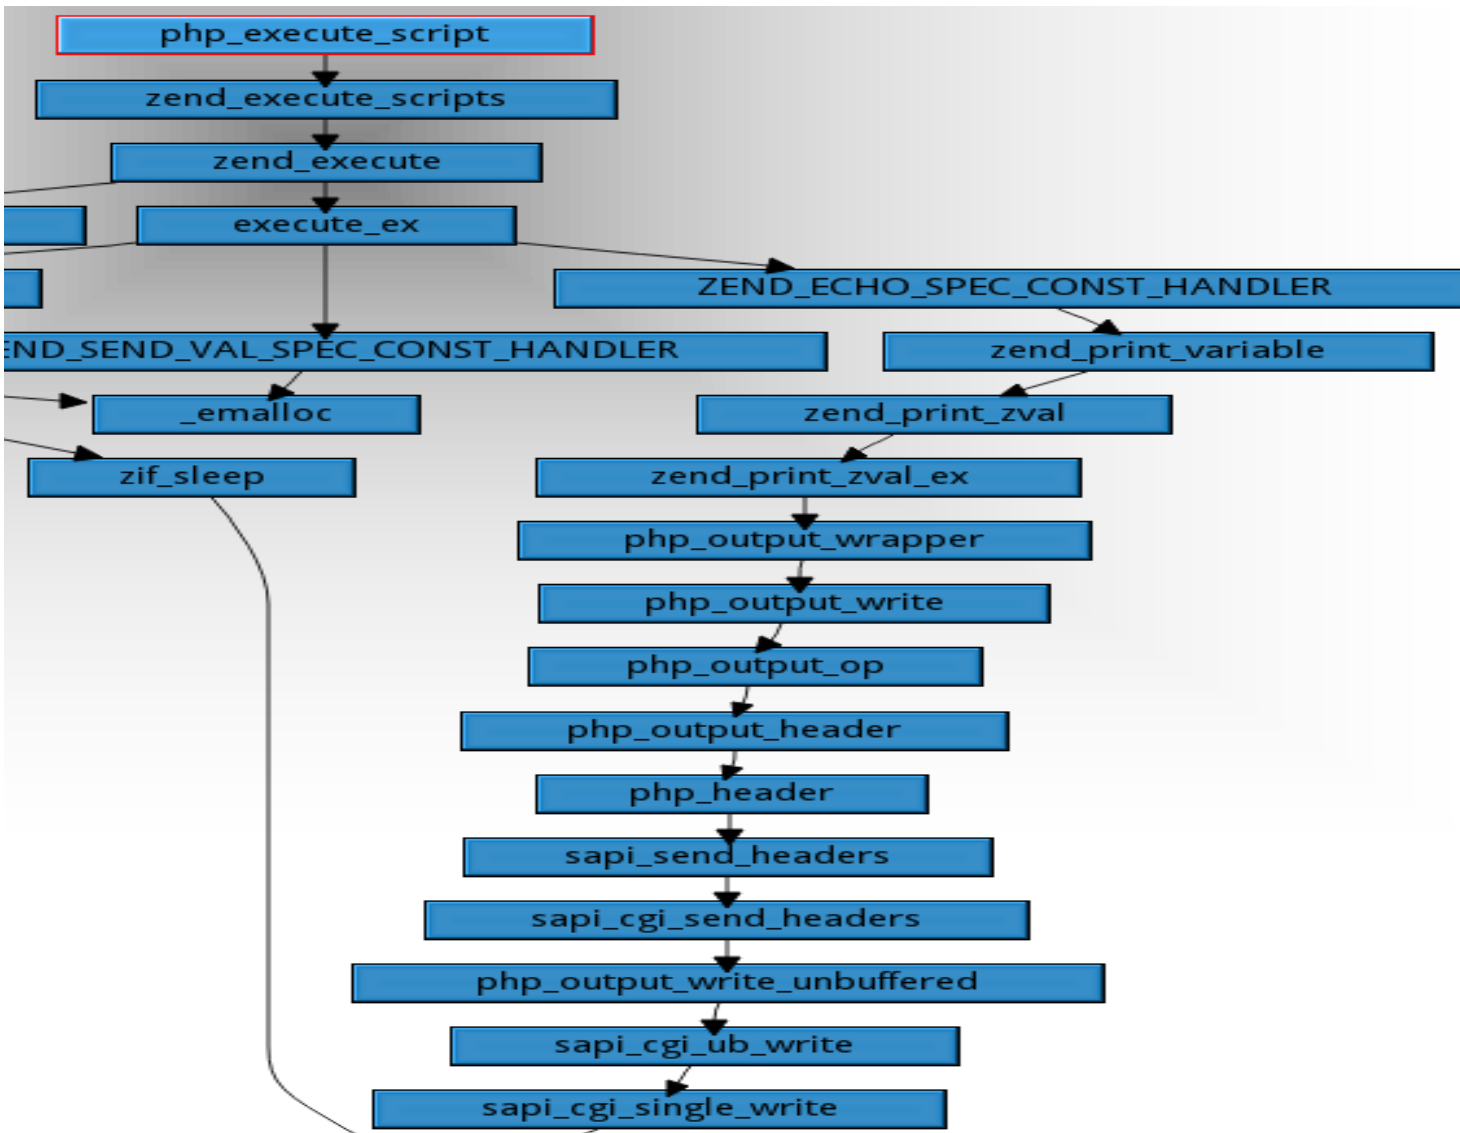 php_execute_script
zend_execute_scripts
zend_execute
execute_ex
ZEND_ECHO_SPEC_CONST_HANDLER
END_SEND_VAL_SPEC_CONST_HANDLER
zend_print_variable
_emalloc
zend_print_zval
zif_sleep
zend_print_zval_ex
php_output_wrapper
php_output_write
php_output_op
php_output_header
php_header
sapi_send_headers
sapi_cgi_send_headers
php_output_write_unbuffered
sapi_cgi_ub_write
sapi_cgi_single_write